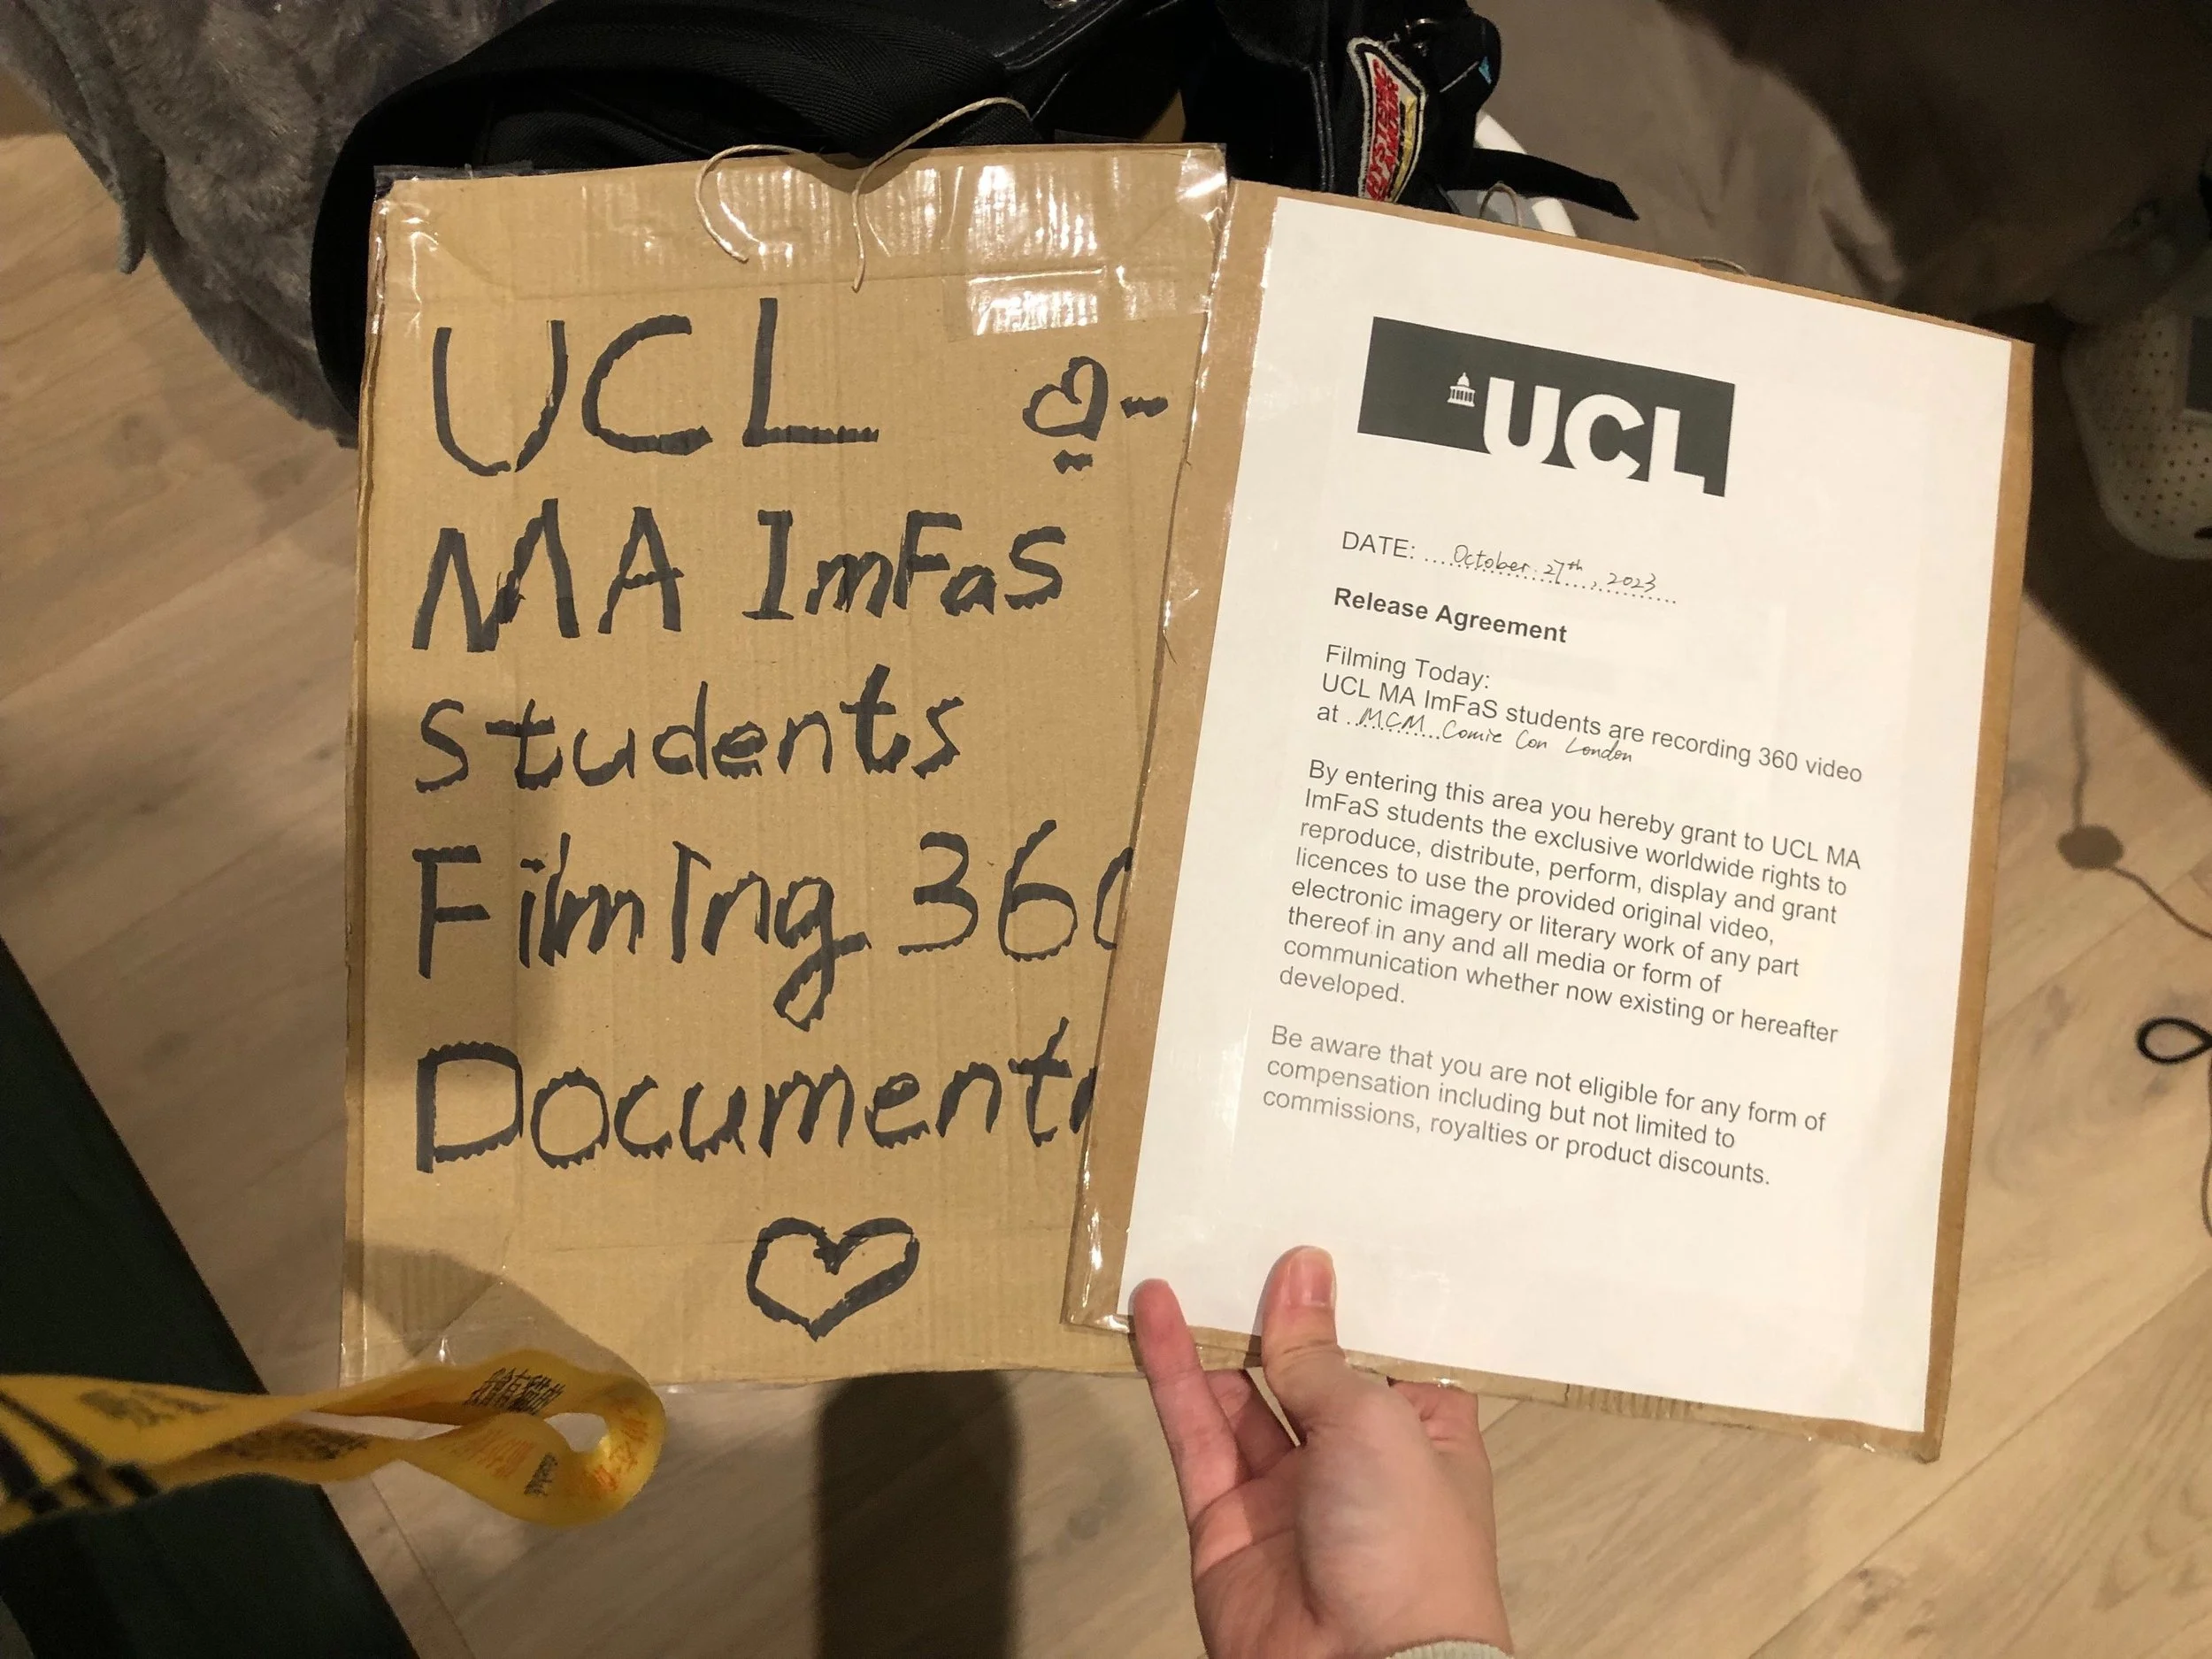 UCL
MA ImFaS
Students
Filming 360
Documenta
UCL
DATE: ...October 27th, 2023...
Release Agreement
Filming Today:
UCL MA ImFaS students are recording 360 video
at ..MCM Comic Con London
By entering this area you hereby grant to UCL MA
ImFaS students the exclusive worldwide rights to
reproduce, distribute, perform, display and grant
licences to use the provided original video,
electronic imagery or literary work of any part
thereof in any and all media or form of
communication whether now existing or hereafter
developed.
Be aware that you are not eligible for any form of
compensation including but not limited to
commissions, royalties or product discounts.